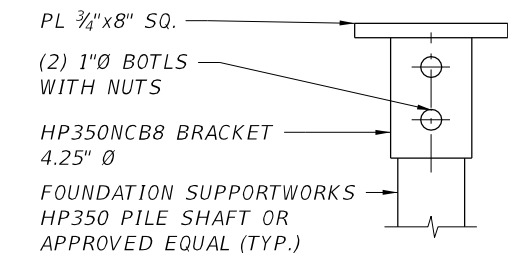 PL ¾"x8" SQ.
(2) 1"Ø BOTLS
WITH NUTS
HP350NCB8 BRACKET
4.25" Ø
FOUNDATION SUPPORTWORKS
HP350 PILE SHAFT OR
APPROVED EQUAL (TYP.)